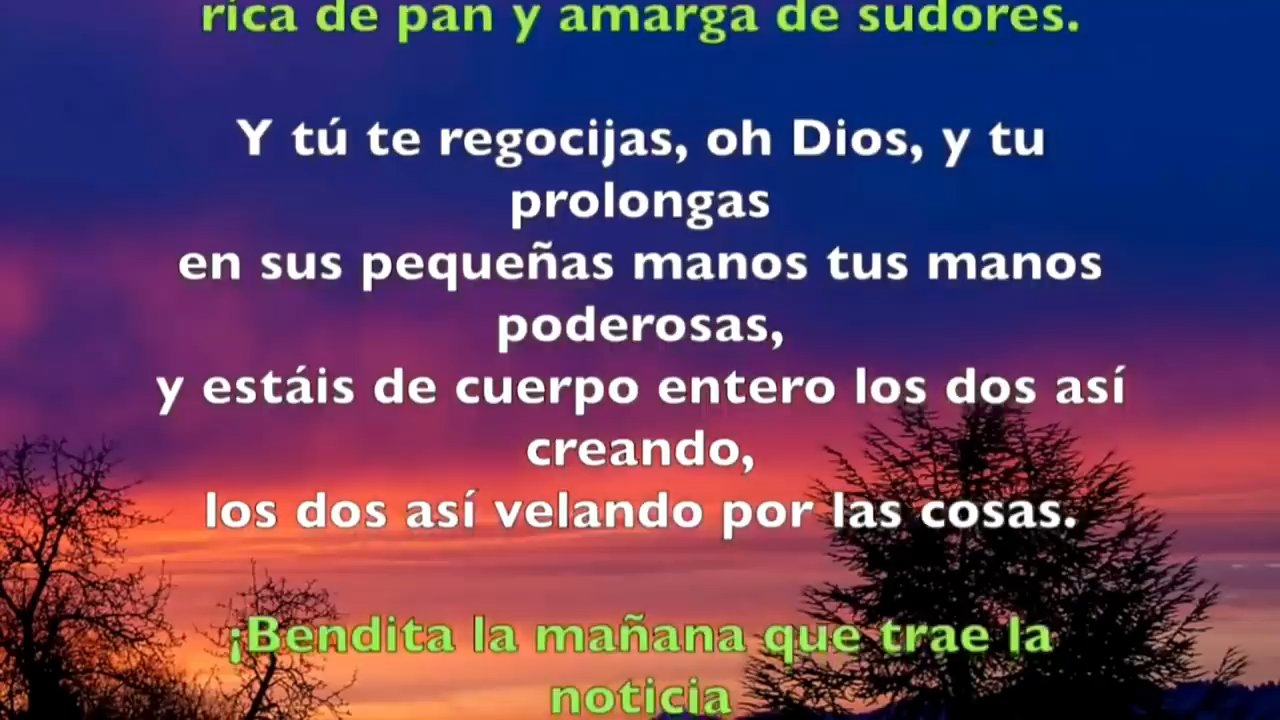 rica de pan y amarga de sudores.
Y tú te regocijas, oh Dios, y tu
prolongas
en sus pequeñas manos tus manos
poderosas,
y estáis de cuerpo entero los dos así
creando,
los dos así velando por las cosas.
¡Bendita la mañana que trae la
noticia